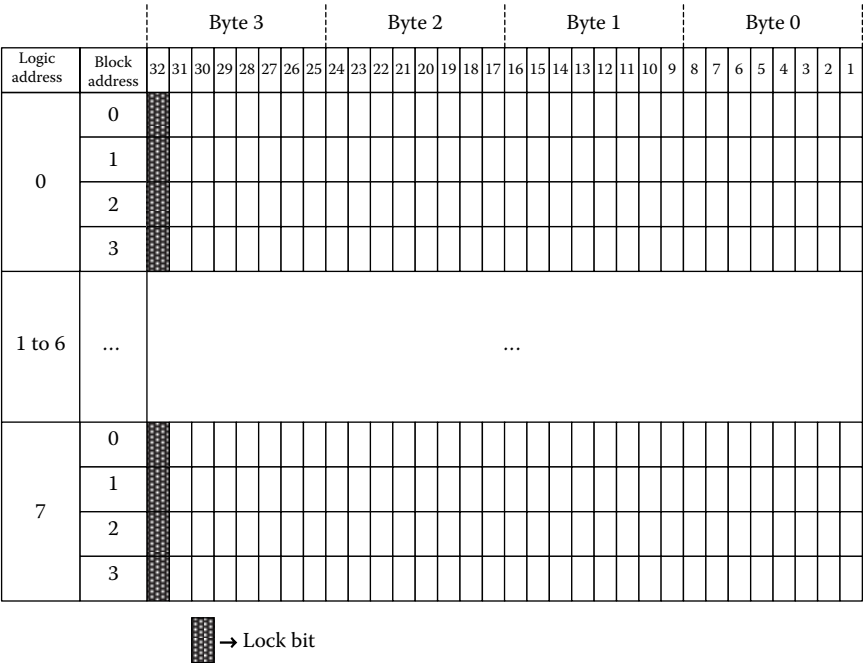 Byte 3 Byte 2 Byte 1 Byte 0
Logic address Block address 32 31 30 29 28 27 26 25 24 23 22 21 20 19 18 17 16 15 14 13 12 11 10 9 8 7 6 5 4 3 2 1
0
0
1
2
3
1 to 6 ... ...
7
0
1
2
3
→ Lock bit